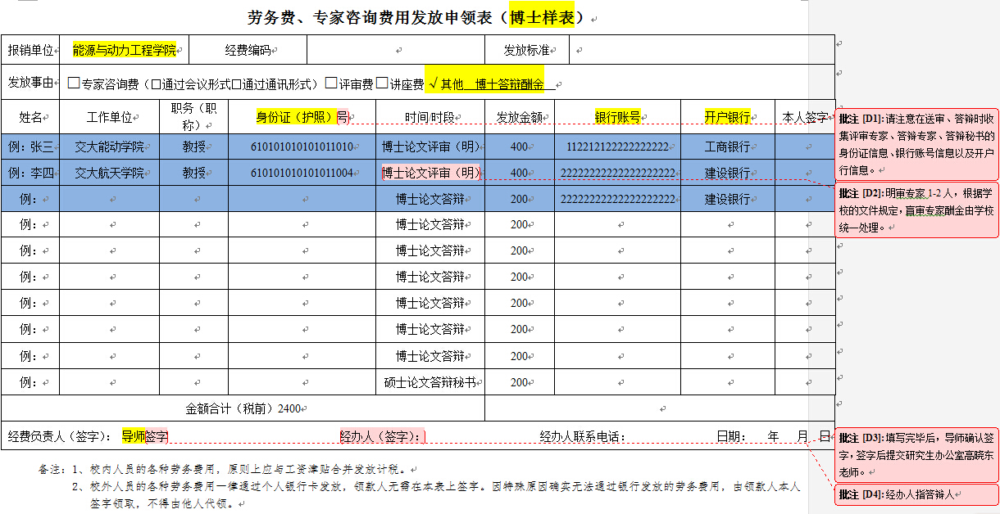 劳务费、专家咨询费用发放申领表（博士样表）
报销单位 能源与动力工程学院 经费编码 发放标准
发放事由 □专家咨询费（□通过会议形式□通过通讯形式）□评审费□讲座费 √其他 博士答辩酬金
姓名 工作单位 职务（职称） 身份证（护照）号 时间/时段 发放金额 银行账号 开户银行 本人签字
例：张三 交大能动学院 教授 610101010101011010 博士论文评审（明） 400 112212122222222222 工商银行
例：李四 交大航天学院 教授 610101010101011004 博士论文评审（明） 400 22222222222222222222 建设银行
例： 博士论文答辩 200 22222222222222222222 建设银行
例： 博士论文答辩 200
例： 博士论文答辩 200
例： 博士论文答辩 200
例： 博士论文答辩 200
例： 博士论文答辩 200
例： 博士论文答辩 200
例： 硕士论文答辩秘书 200
金额合计（税前）2400
经费负责人（签字）： 导师签字 经办人（签字）： 经办人联系电话： 日期： 年 月 日
备注：1、校内人员的各种劳务费用，原则上应与工资津贴合并发放计税。
2、校外人员的各种劳务费用一律通过个人银行卡发放，领款人无需在本表上签字。因特殊原因确实无法通过银行发放的劳务费用，由领款人本人
签字领取，不得由他人代领。
批注 [D1]:请注意在送审、答辩时收
集评审专家、答辩专家、答辩秘书的
身份证信息、银行账号信息以及开户
行信息。
批注 [D2]:明审专家 1-2 人，根据学
校的文件规定，盲审专家酬金由学校
统一处理。
批注 [D3]:填写完毕后，导师确认签
字，签字后提交研究生办公室高晓东
老师。
批注 [D4]:经办人指答辩人